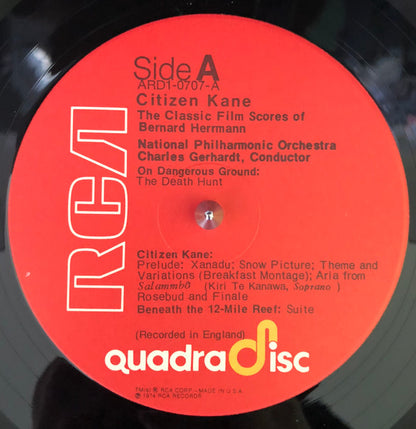 Side A
ARD1-0707-A
Citizen Kane
The Classic Film Scores of
Bernard Herrmann
National Philharmonic Orchestra
Charles Gerhardt, Conductor
On Dangerous Ground:
The Death Hunt
RCA
Citizen Kane:
Prelude: Xanadu; Snow Picture; Theme and
Variations (Breakfast Montage); Aria from
Salammbô (Kiri Te Kanawa, Soprano )
Rosebud and Finale
Beneath the 12-Mile Reef: Suite
(Recorded in England)
quadradisc
TM(s) ® RCA CORP.-MADE IN U.S.A.
℗ 1974 RCA RECORDS